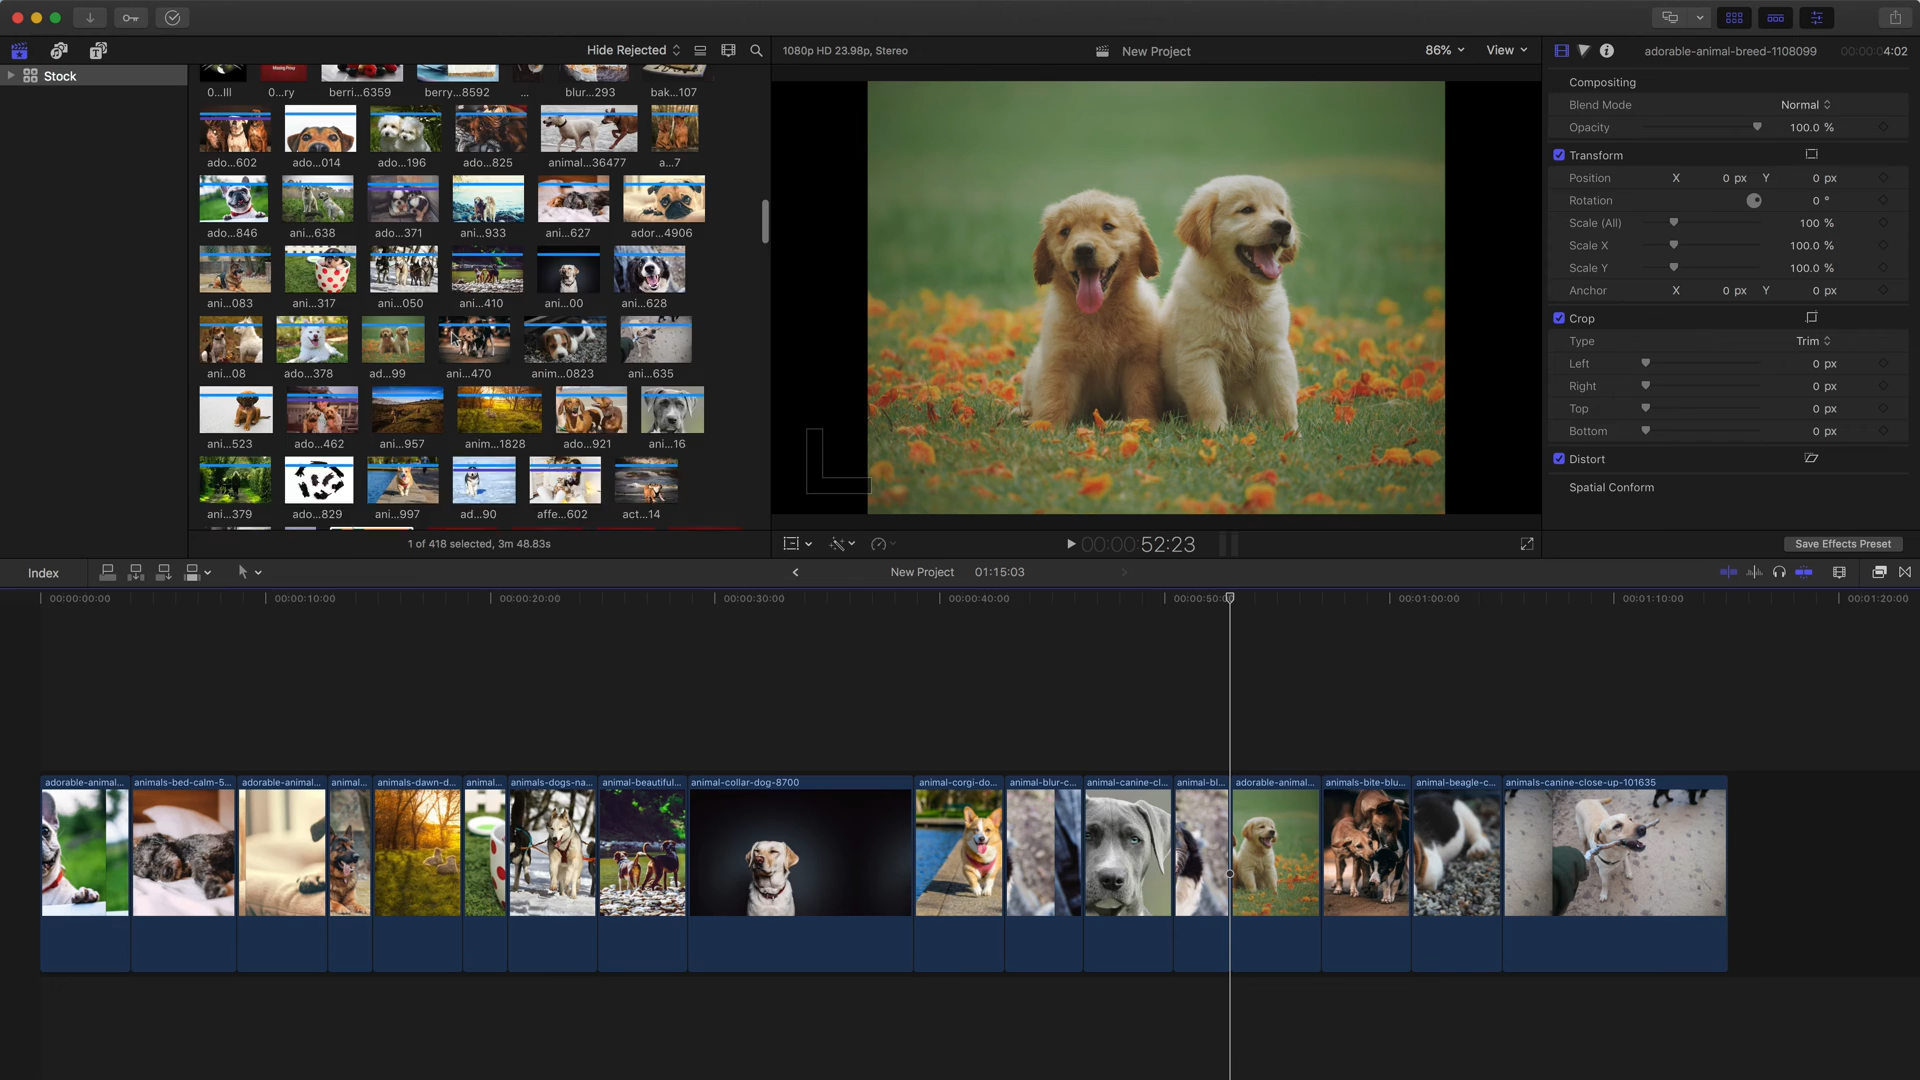 Hide Rejected
1080p HD 23.98p, Stereo
New Project
86%
View
adorable-animal-breed-1108099
00:00:04:02
Stock
0...lll
0...ry
berri...6359
berry...8592
...
blur...293
bak...107
ado...602
ado...014
ado...196
ado...825
animal...36477
a...7
ado...846
ani...638
ado...371
ani...933
ani...627
ador...4906
ani...083
ani...317
ani...050
ani...410
ani...00
ani...628
ani...08
ado...378
ad...99
ani...470
anim...0823
ani...635
ani...523
ado...462
ani...957
anim...1828
ado...921
ani...16
ani...379
ado...829
ani...997
ad...90
affe...602
act...14
1 of 418 selected, 3m 48.83s
00:00:52:23
Compositing
Blend Mode
Normal
Opacity
100.0 %
Transform
Position
X
0 px
Y
0 px
Rotation
0 °
Scale (All)
100 %
Scale X
100.0 %
Scale Y
100.0 %
Anchor
X
0 px
Y
0 px
Crop
Type
Trim
Left
0 px
Right
0 px
Top
0 px
Bottom
0 px
Distort
Spatial Conform
Save Effects Preset
Index
New Project
01:15:03
00:00:00:00
00:00:10:00
00:00:20:00
00:00:30:00
00:00:40:00
00:01:00:00
00:01:10:00
00:01:20:00
adorable-animal...
animals-bed-calm-5...
adorable-animal...
animal...
animals-dawn-d...
animal...
animals-dogs-na...
animal-beautiful...
animal-collar-dog-8700
animal-corgi-do...
animal-blur-c...
animal-canine-cl...
animal-bl...
adorable-animal...
animals-bite-blu...
animal-beagle-c...
animals-canine-close-up-101635